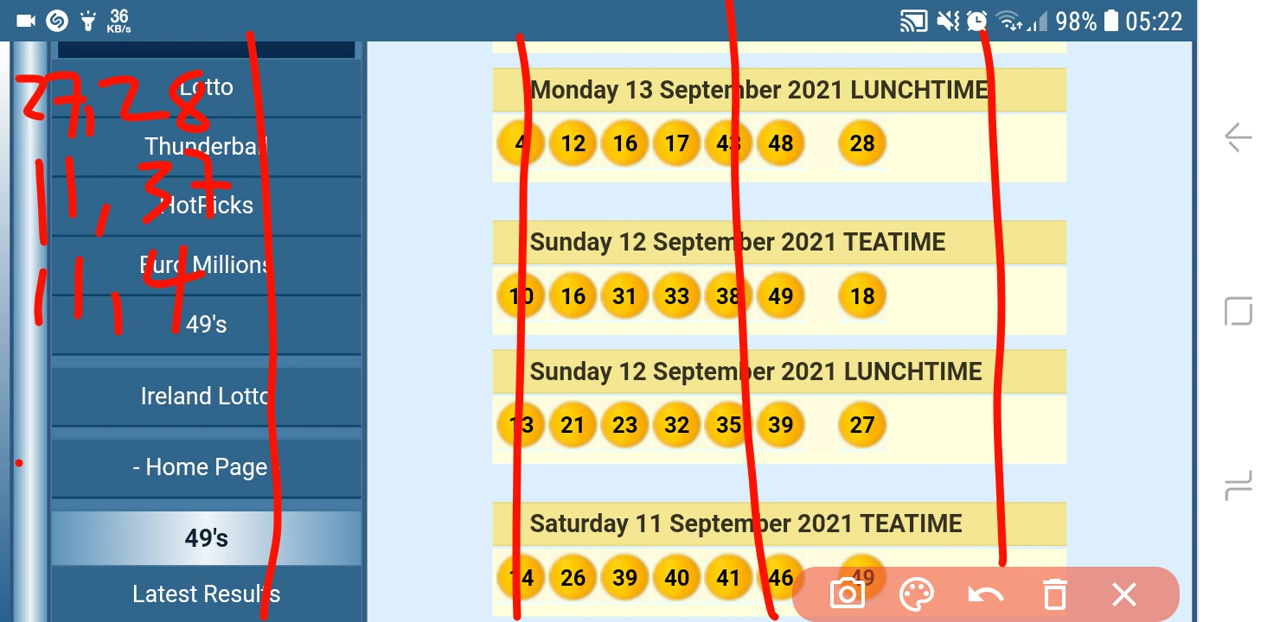 36
KB/s
98% 05:22
27,28
11,37
11,4
Lotto
Thunderball
HotPicks
Euro Millions
49's
Ireland Lotto
- Home Page -
49's
Latest Results
Monday 13 September 2021 LUNCHTIME
4 12 16 17 43 48 28
Sunday 12 September 2021 TEATIME
10 16 31 33 38 49 18
Sunday 12 September 2021 LUNCHTIME
13 21 23 32 35 39 27
Saturday 11 September 2021 TEATIME
14 26 39 40 41 46 49